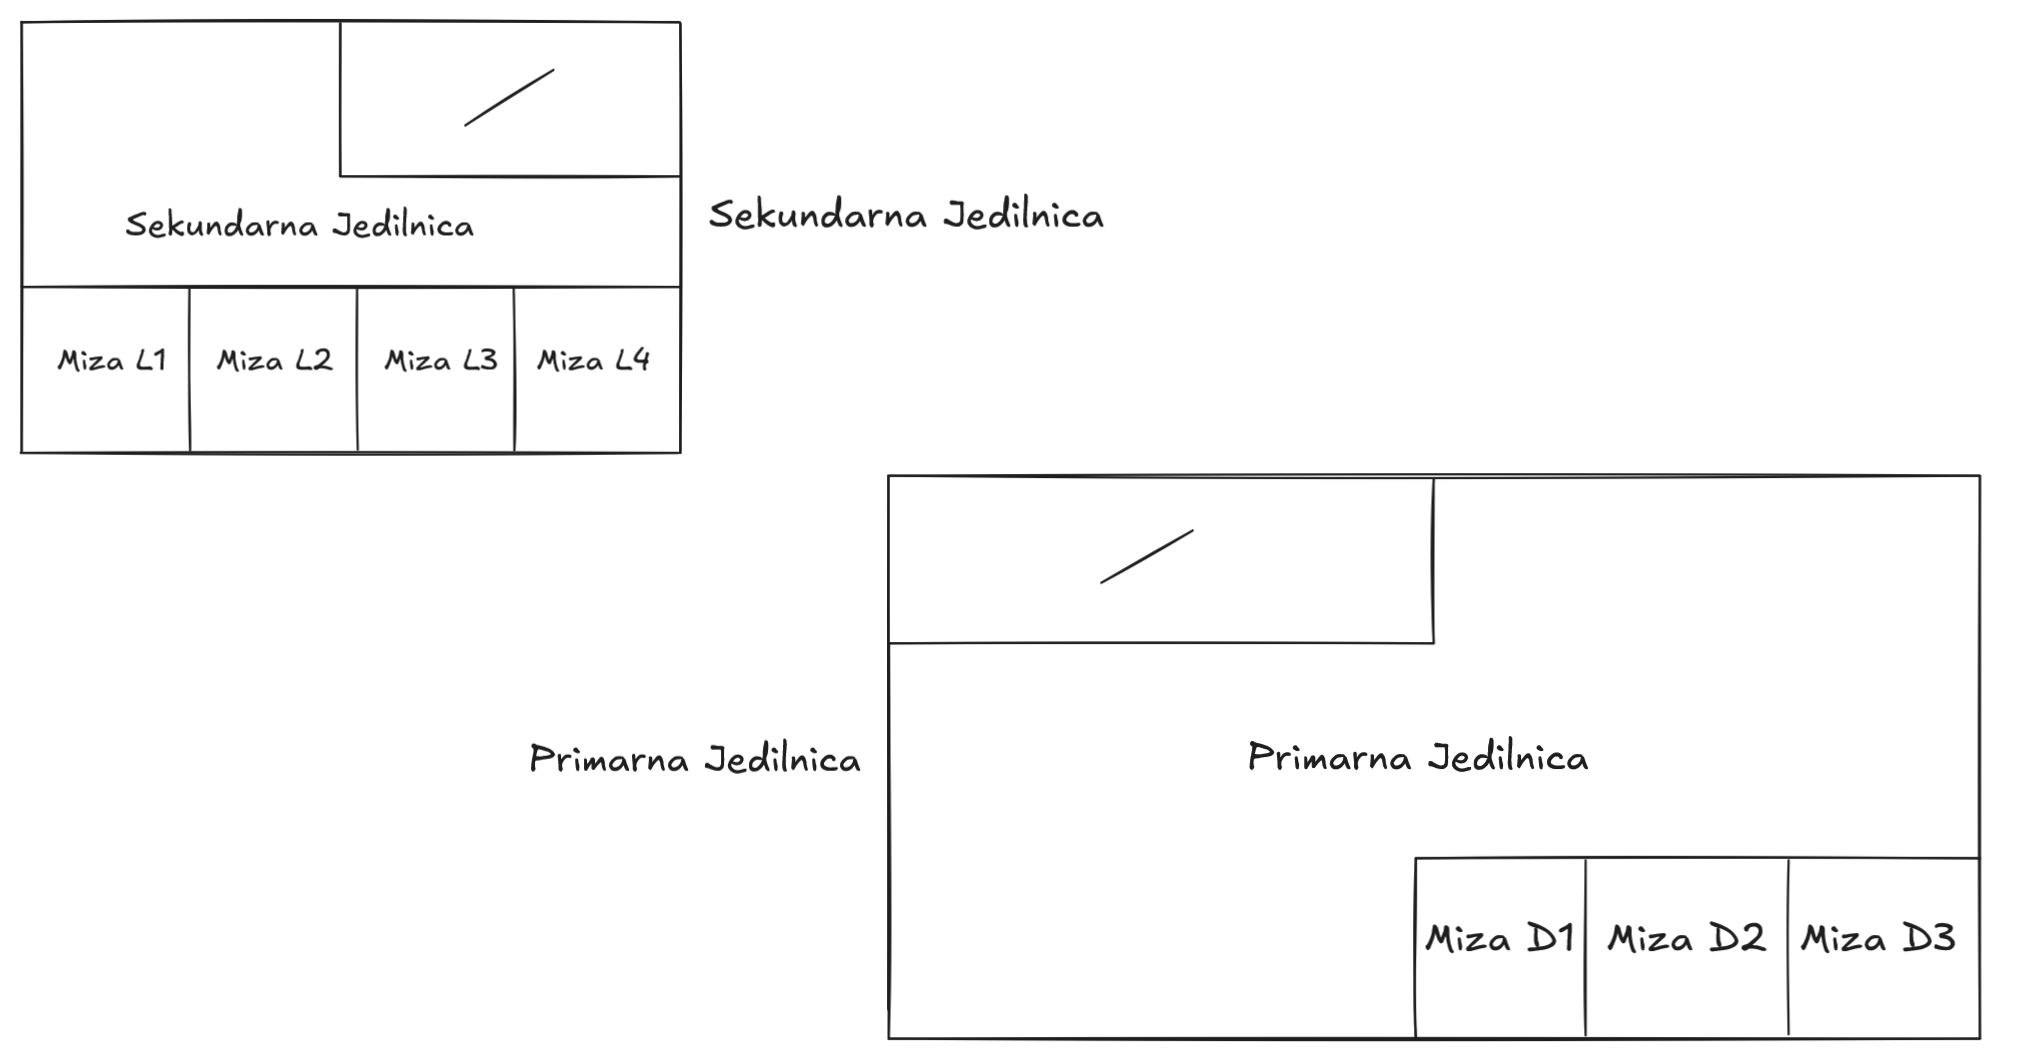 Sekundarna Jedilnica
Sekundarna Jedilnica
Miza L1
Miza L2
Miza L3
Miza L4
Primarna Jedilnica
Primarna Jedilnica
Miza D1
Miza D2
Miza D3